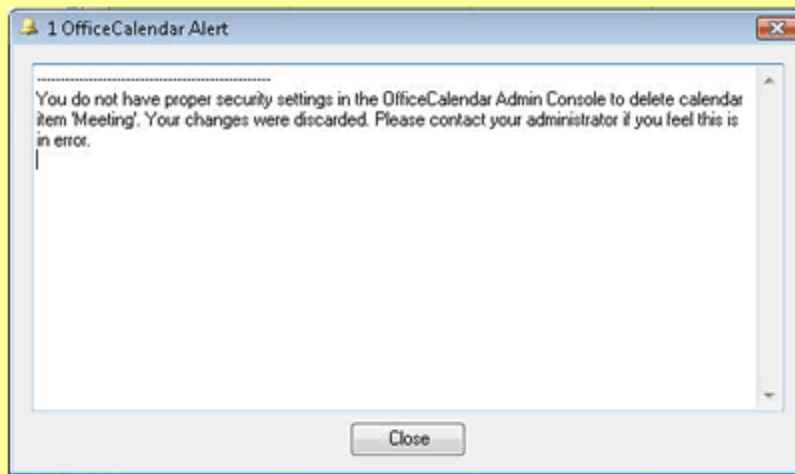 1 OfficeCalendar Alert
--------------------------------------------------
You do not have proper security settings in the OfficeCalendar Admin Console to delete calendar
item 'Meeting'. Your changes were discarded. Please contact your administrator if you feel this is
in error.
Close